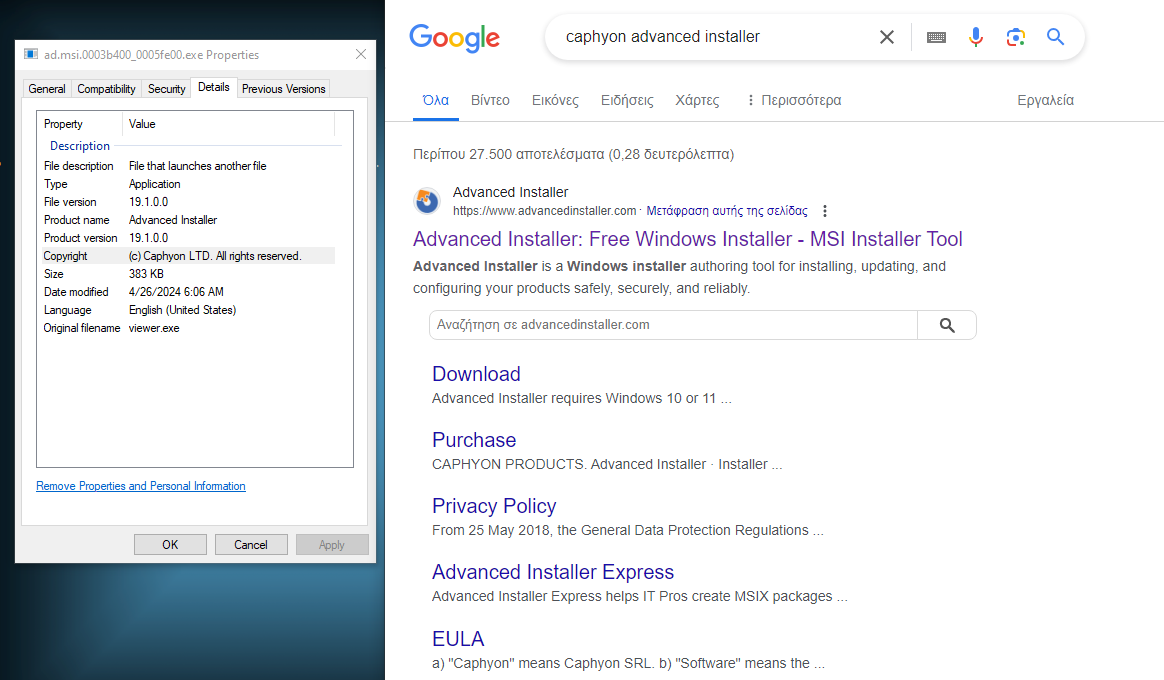 ad.msi.0003b400_0005fe00.exe Properties
General Compatibility Security Details Previous Versions
Property Value
Description
File description File that launches another file
Type Application
File version 19.1.0.0
Product name Advanced Installer
Product version 19.1.0.0
Copyright (c) Caphyon LTD. All rights reserved.
Size 383 KB
Date modified 4/26/2024 6:06 AM
Language English (United States)
Original filename viewer.exe
Remove Properties and Personal Information
OK Cancel Apply
Google
caphyon advanced installer
Όλα Βίντεο Εικόνες Ειδήσεις Χάρτες Περισσότερα Εργαλεία
Περίπου 27.500 αποτελέσματα (0,28 δευτερόλεπτα)
Advanced Installer
https://www.advancedinstaller.com · Μετάφραση αυτής της σελίδας
Advanced Installer: Free Windows Installer - MSI Installer Tool
Advanced Installer is a Windows installer authoring tool for installing, updating, and
configuring your products safely, securely, and reliably.
Αναζήτηση σε advancedinstaller.com
Download
Advanced Installer requires Windows 10 or 11 ...
Purchase
CAPHYON PRODUCTS. Advanced Installer · Installer ...
Privacy Policy
From 25 May 2018, the General Data Protection Regulations ...
Advanced Installer Express
Advanced Installer Express helps IT Pros create MSIX packages ...
EULA
a) "Caphyon" means Caphyon SRL. b) "Software" means the ...